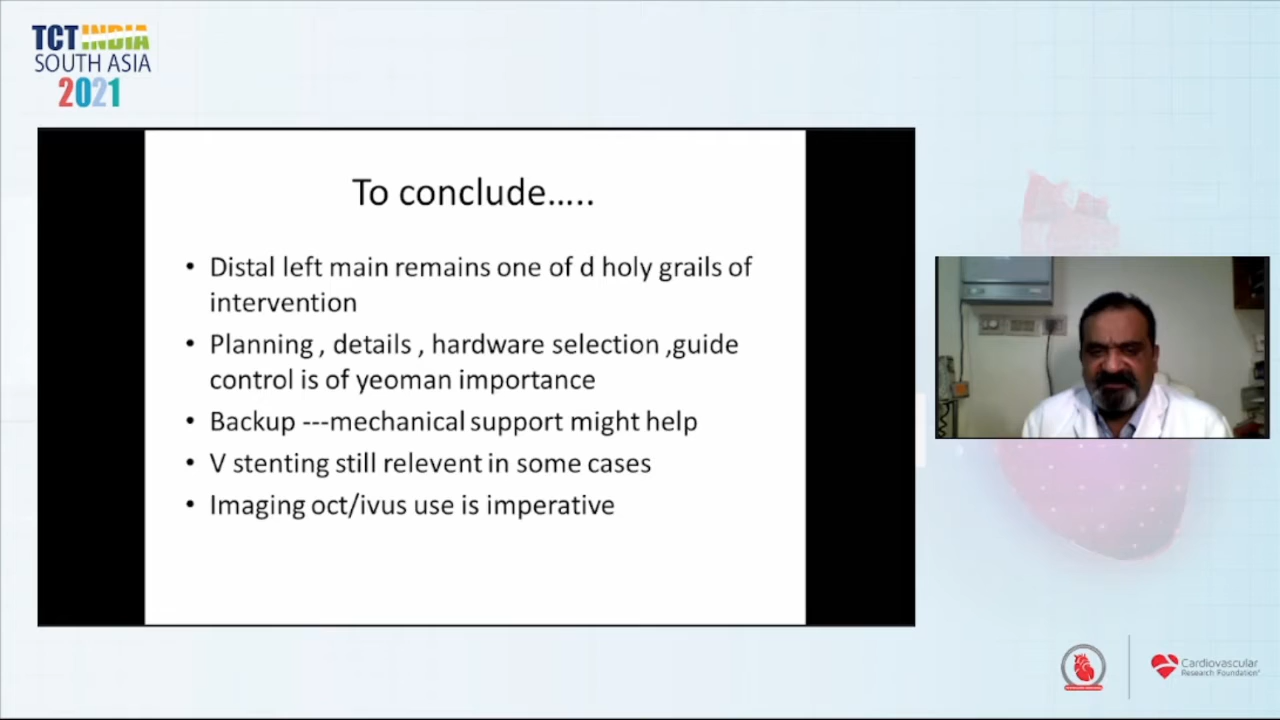 TCT INDIA
SOUTH ASIA
2021
To conclude.....
• Distal left main remains one of d holy grails of
intervention
• Planning , details , hardware selection ,guide
control is of yeoman importance
• Backup ---mechanical support might help
• V stenting still relevent in some cases
• Imaging oct/ivus use is imperative
Cardiovascular
Research Foundation®